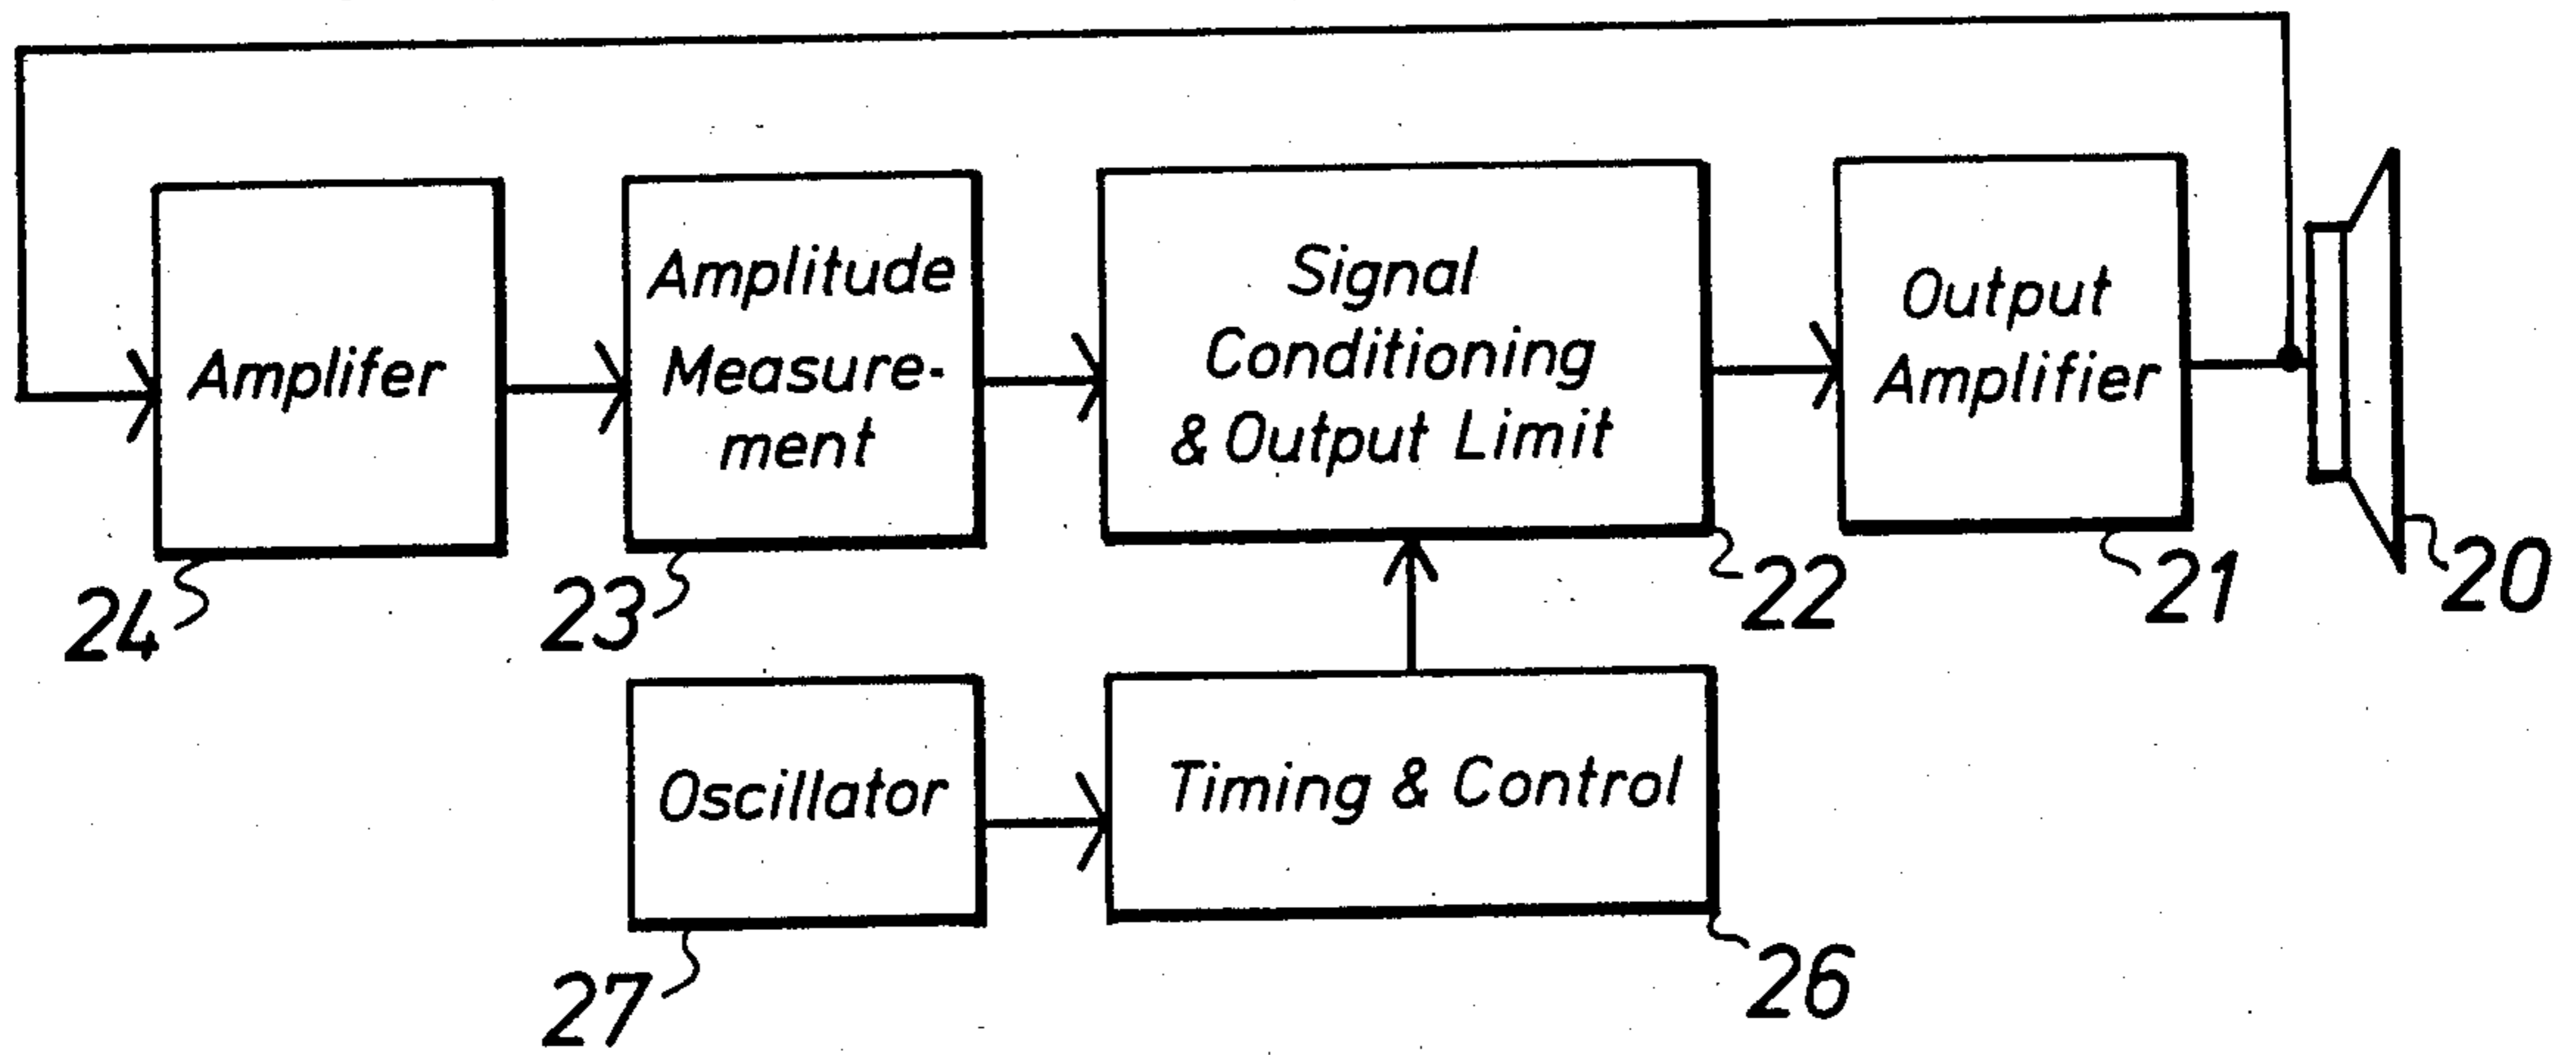 Amplifer
Amplitude
Measure-
ment
Signal
Conditioning
& Output Limit
Output
Amplifier
24
23
22
21
20
Oscillator
Timing & Control
27
26